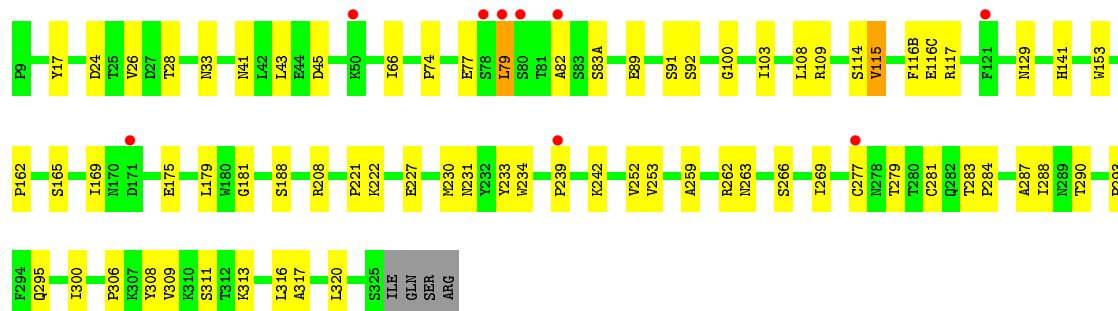 P9 Y17 D24 T25 V26 D27 T28 N33 N41 L42 L43 E44 D45 K50 I66 P74 E77 S78 L79 S80 T81 A82 S83 S83A E89 S91 S92 G100 I103 L108 R109 S114 V115 F116B E116C R117 F121 N129 H141 W153
P162 S165 I169 N170 D171 E175 L179 W180 G181 S188 R208 P221 K222 E227 M230 N231 Y232 Y233 W234 P239 K242 V252 V253 A259 R262 N263 S266 I269 C277 N278 T279 T280 C281 Q282 T283 P284 A287 I288 N289 T290
F294 Q295 I300 P306 K307 Y308 V309 K310 S311 T312 K313 L316 A317 L320 S325 ILE GLN SER ARG